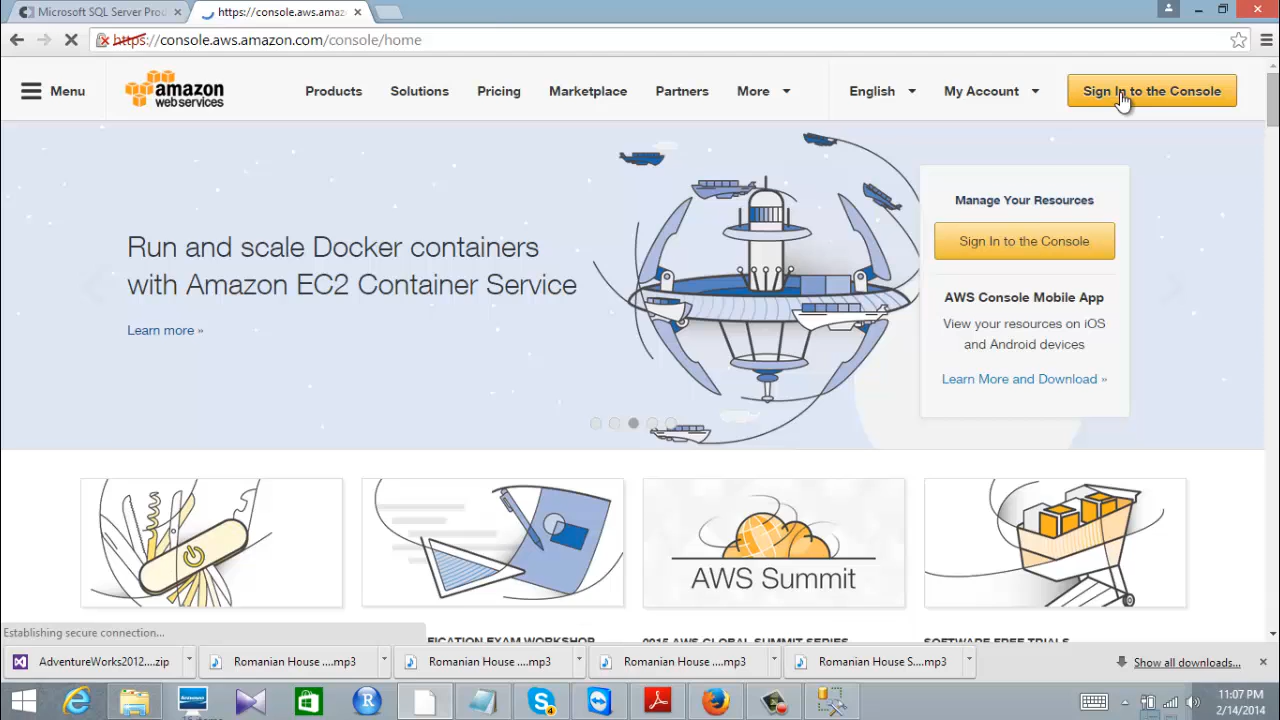 Microsoft SQL Server Prod
https://console.aws.amaz
https://console.aws.amazon.com/console/home
Menu
amazon
webservices
Products
Solutions
Pricing
Marketplace
Partners
More
English
My Account
Sign In to the Console
Run and scale Docker containers
with Amazon EC2 Container Service
Learn more »
Manage Your Resources
Sign In to the Console
AWS Console Mobile App
View your resources on iOS
and Android devices
Learn More and Download »
AWS Summit
Establishing secure connection...
IFICATION EXAM WORKSHOP
2015 AWS GLOBAL SUMMIT SERIES
SOFTWARE FREE TRIALS
AdventureWorks2012....zip
Romanian House ....mp3
Romanian House ....mp3
Romanian House ....mp3
Romanian House S....mp3
Show all downloads...
11:07 PM
2/14/2014